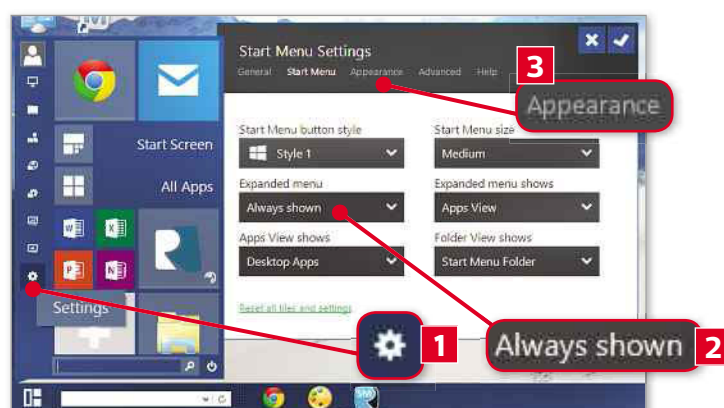 Start Menu Settings
General Start Menu Appearance Advanced Help
3
Appearance
Start Menu button style
Style 1
Start Menu size
Medium
Expanded menu
Always shown
Expanded menu shows
Apps View
Apps View shows
Desktop Apps
Folder View shows
Start Menu Folder
Reset all tiles and settings
Start Screen
All Apps
Settings
1
Always shown 2